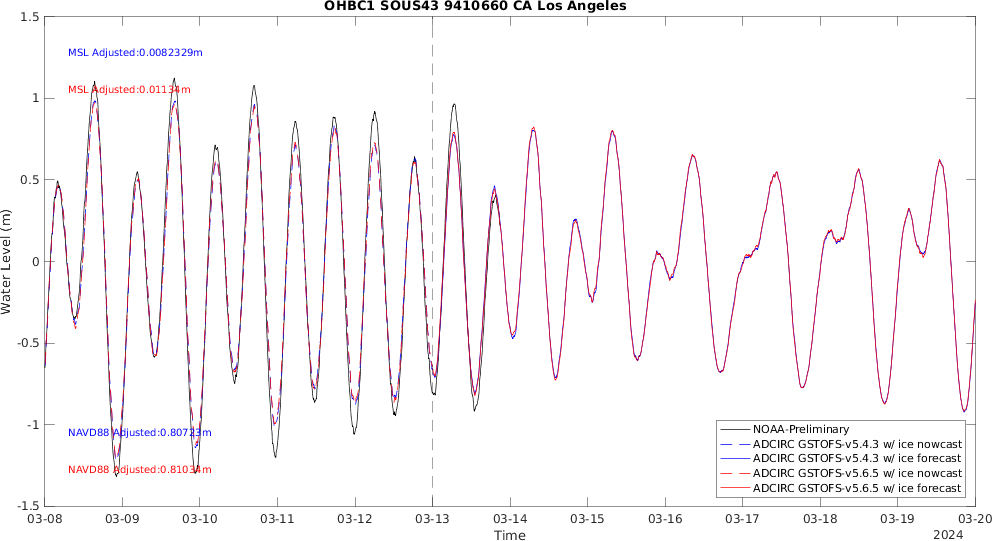 OHBC1 SOUS43 9410660 CA Los Angeles
1.5
MSL Adjusted:0.0082329m
1
MSL Adjusted:0.01134m
0.5
0
Water Level (m)
-0.5
-1
NAVD88 Adjusted:0.80723m
NAVD88 Adjusted:0.81034m
-1.5
NOAA-Preliminary
ADCIRC GSTOFS-v5.4.3 w/ ice nowcast
ADCIRC GSTOFS-v5.4.3 w/ ice forecast
ADCIRC GSTOFS-v5.6.5 w/ ice nowcast
ADCIRC GSTOFS-v5.6.5 w/ ice forecast
03-08 03-09 03-10 03-11 03-12 03-13 03-14 03-15 03-16 03-17 03-18 03-19 03-20
Time
2024